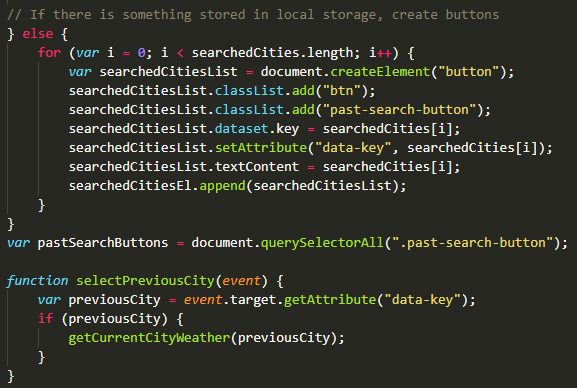 // If there is something stored in local storage, create buttons
} else {
    for (var i = 0; i < searchedCities.length; i++) {
        var searchedCitiesList = document.createElement("button");
        searchedCitiesList.classList.add("btn");
        searchedCitiesList.classList.add("past-search-button");
        searchedCitiesList.dataset.key = searchedCities[i];
        searchedCitiesList.setAttribute("data-key", searchedCities[i]);
        searchedCitiesList.textContent = searchedCities[i];
        searchedCitiesEl.append(searchedCitiesList);
    }
}
var pastSearchButtons = document.querySelectorAll(".past-search-button");

function selectPreviousCity(event) {
    var previousCity = event.target.getAttribute("data-key");
    if (previousCity) {
        getCurrentCityWeather(previousCity);
    }
}